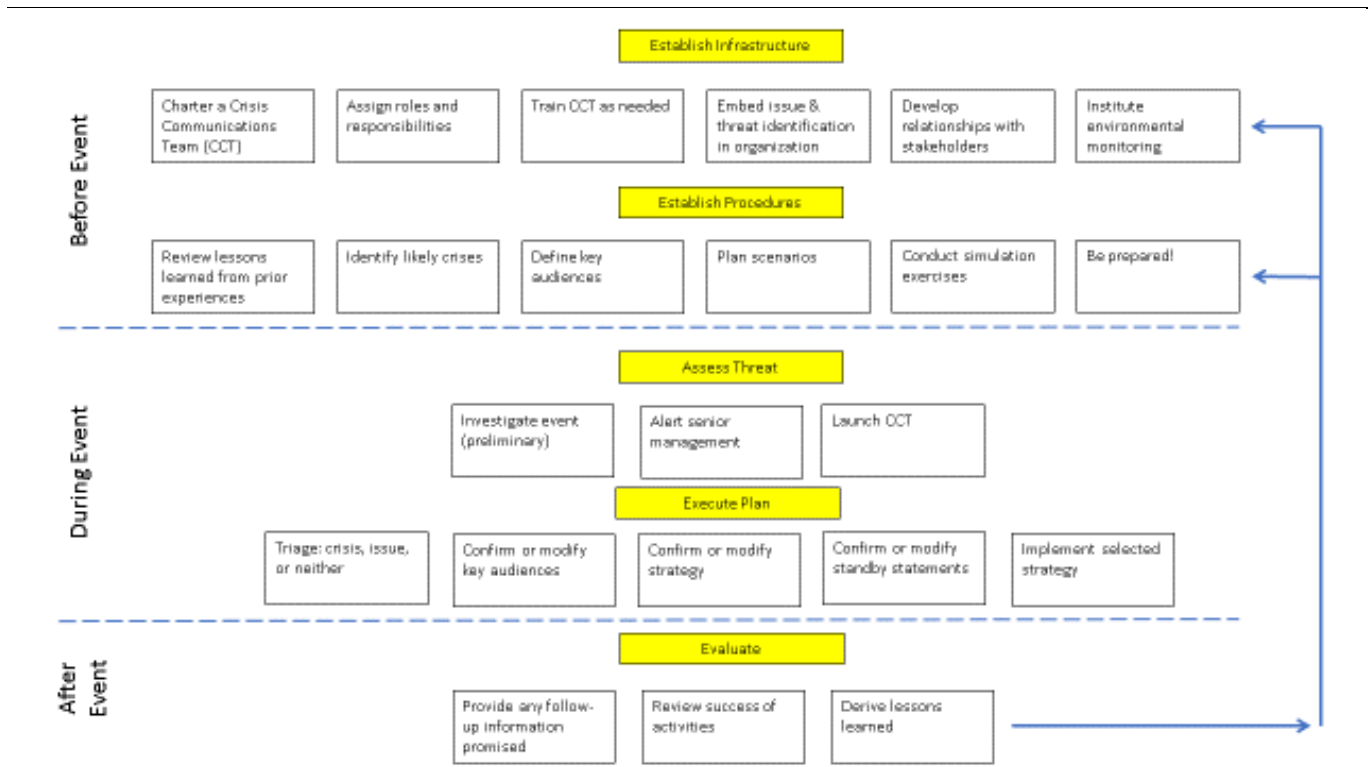 Establish Infrastructure
Before Event
Charter a Crisis
Communications
Team (CCT)
Assign roles and
responsibilities
Train CCT as needed
Embed issue &
threat identification
in organization
Develop
relationships with
stakeholders
Institute
environmental
monitoring
Establish Procedures
Review lessons
learned from prior
experiences
Identify likely crises
Define key
audiences
Plan scenarios
Conduct simulation
exercises
Be prepared!
During Event
Assess Threat
Investigate event
(preliminary)
Alert senior
management
Launch CCT
Execute Plan
Triage: crisis, issue,
or neither
Confirm or modify
key audiences
Confirm or modify
strategy
Confirm or modify
standby statements
Implement selected
strategy
After
Event
Evaluate
Provide any follow-
up information
promised
Review success of
activities
Derive lessons
learned